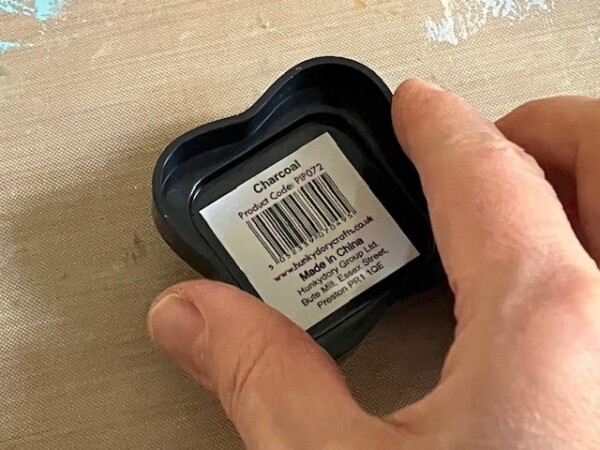 Charcoal
Product Code: PIP072
www.hunkydorycrafts.co.uk
Made in China
Hunkydory Group Ltd.
Bute Mill, Essex Street,
Preston PR1 1QE